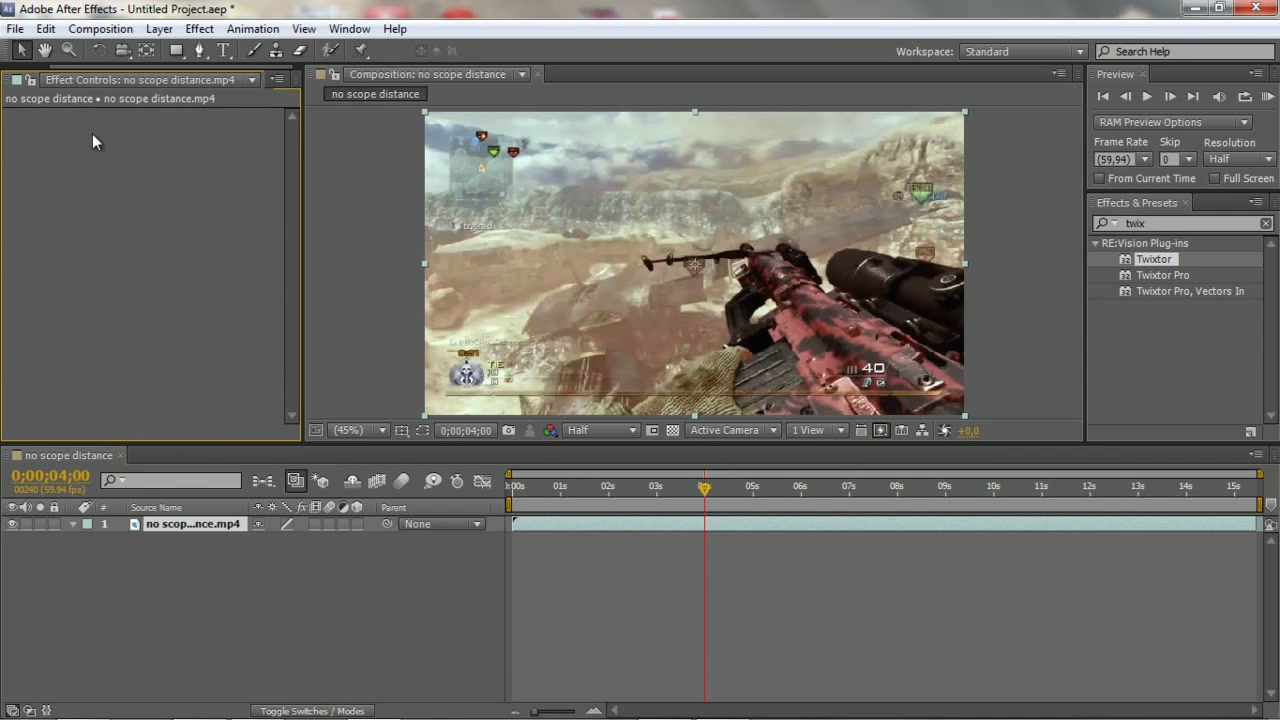 Adobe After Effects - Untitled Project.aep *
File Edit Composition Layer Effect Animation View Window Help
Workspace: Standard Search Help
Effect Controls: no scope distance.mp4
no scope distance • no scope distance.mp4
Composition: no scope distance
no scope distance
TIE
40
(45%) 0;00;04;00 Half Active Camera 1 View +0,0
Preview
RAM Preview Options
Frame Rate Skip Resolution
(59,94) 0 Half
From Current Time Full Screen
Effects & Presets
twix
RE:Vision Plug-ins
Twixtor
Twixtor Pro
Twixtor Pro, Vectors In
no scope distance
0;00;04;00
00240 (59.94 fps)
# Source Name Parent
1 no scop...nce.mp4 None
:00s 01s 02s 03s 05s 06s 07s 08s 09s 10s 11s 12s 13s 14s 15s
Toggle Switches / Modes